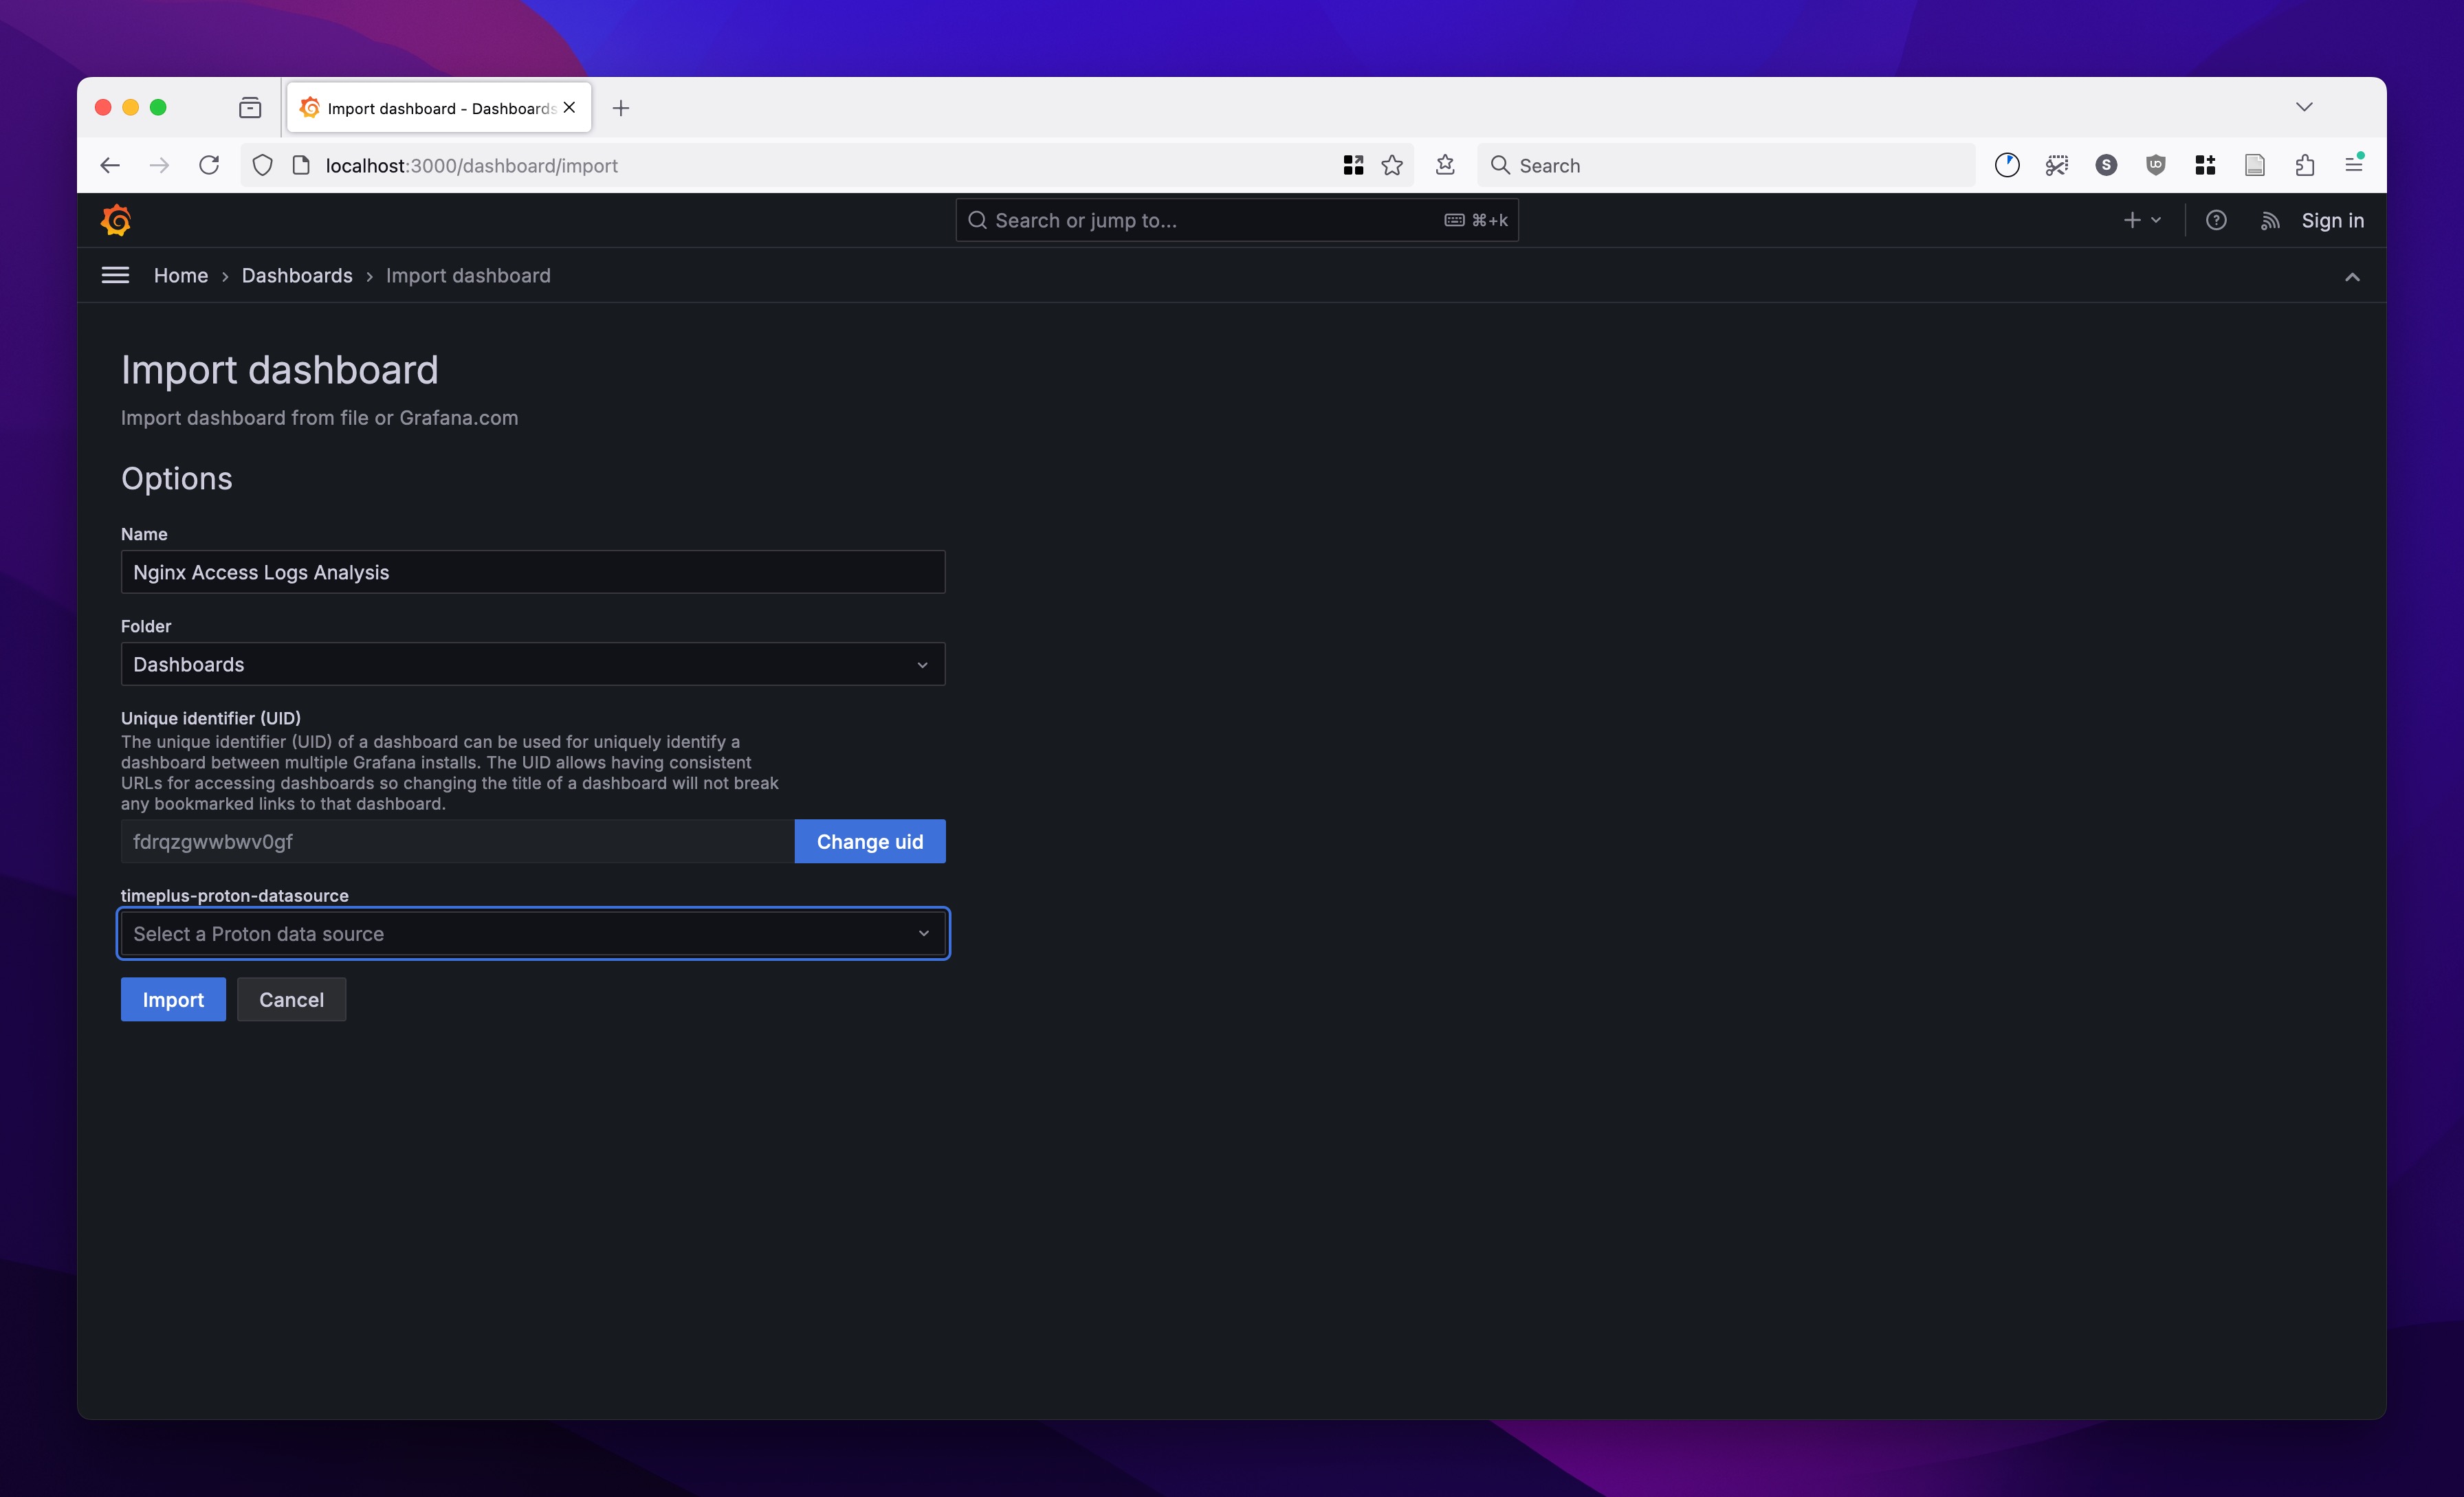 Import dashboard - Dashboards
localhost:3000/dashboard/import
Search
S
Search or jump to...
⌘+k
Sign in
Home › Dashboards › Import dashboard
Import dashboard
Import dashboard from file or Grafana.com
Options
Name
Nginx Access Logs Analysis
Folder
Dashboards
Unique identifier (UID)
The unique identifier (UID) of a dashboard can be used for uniquely identify a
dashboard between multiple Grafana installs. The UID allows having consistent
URLs for accessing dashboards so changing the title of a dashboard will not break
any bookmarked links to that dashboard.
fdrqzgwwbwv0gf
Change uid
timeplus-proton-datasource
Select a Proton data source
Import
Cancel